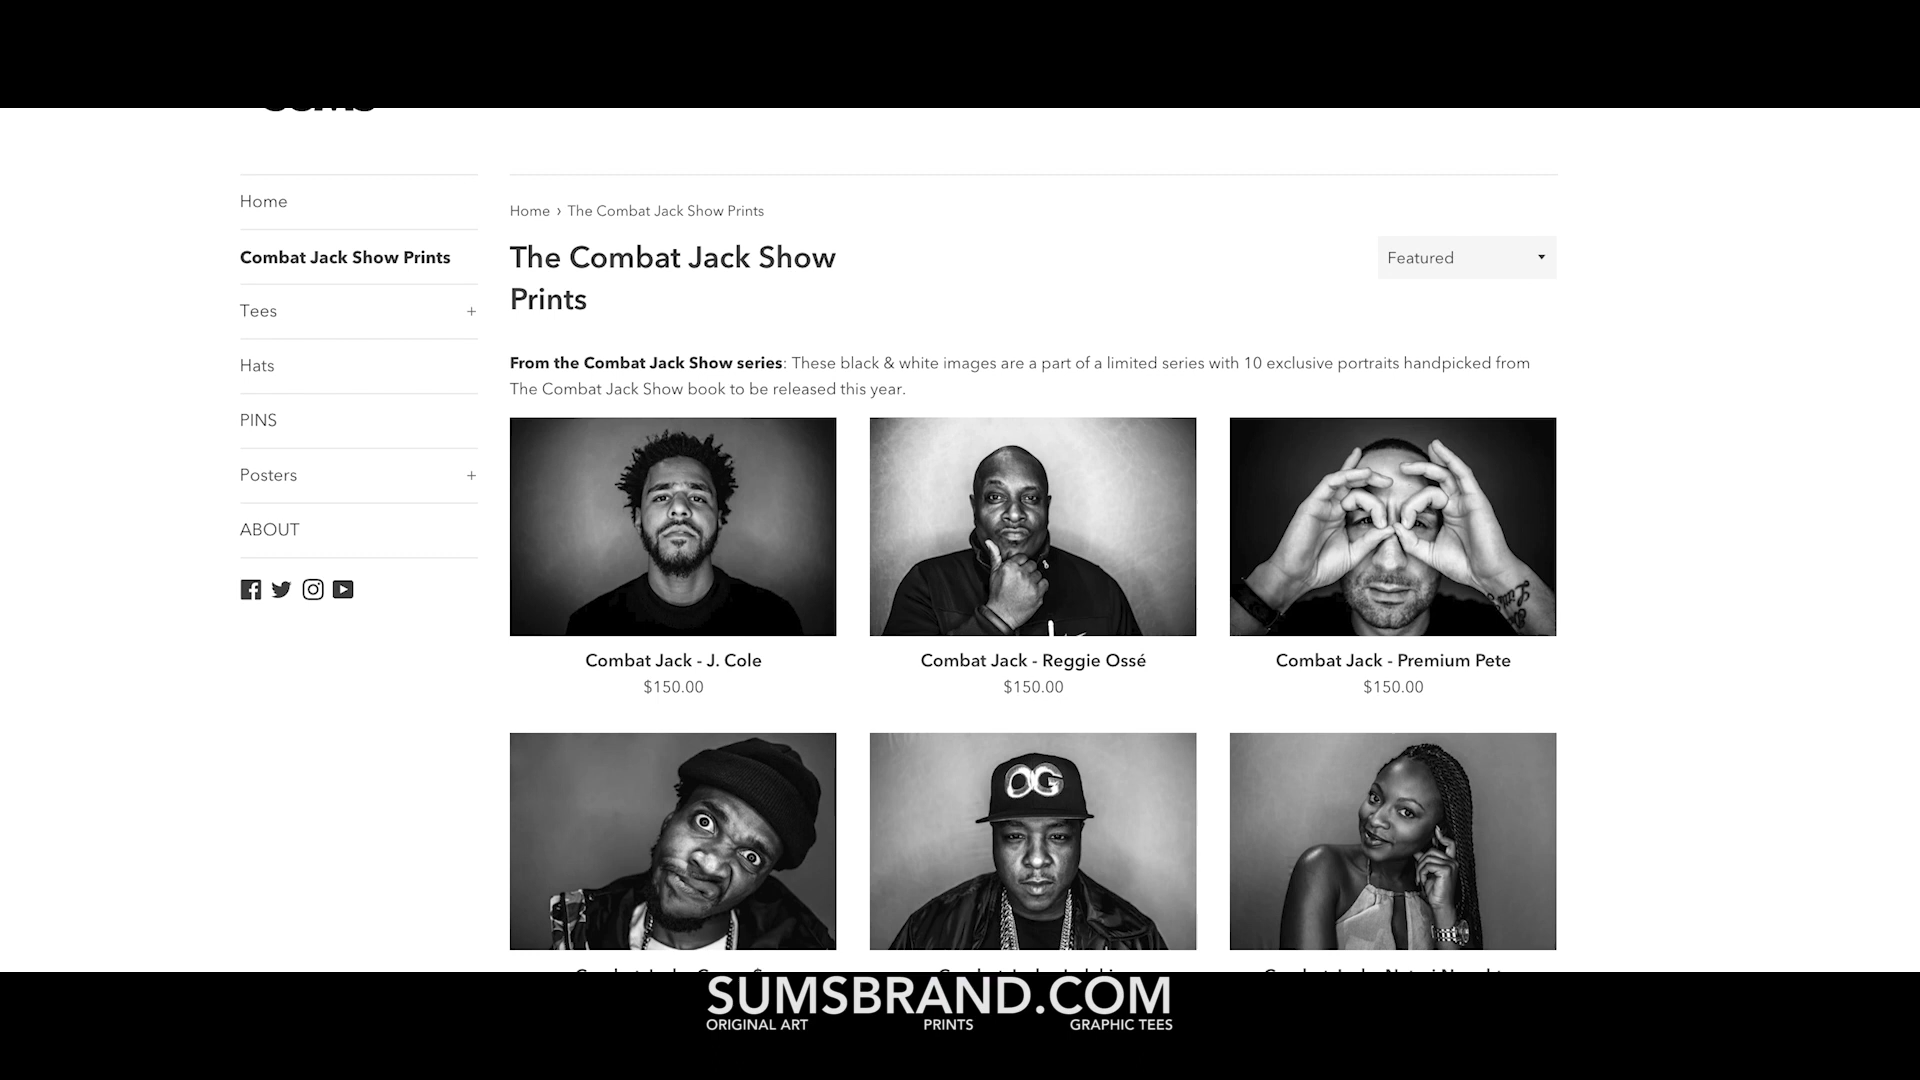 Home
Combat Jack Show Prints
Tees +
Hats
PINS
Posters +
ABOUT
Home › The Combat Jack Show Prints
The Combat Jack Show
Prints
Featured
From the Combat Jack Show series: These black & white images are a part of a limited series with 10 exclusive portraits handpicked from
The Combat Jack Show book to be released this year.
OG
Combat Jack - J. Cole
$150.00
Combat Jack - Reggie Ossé
$150.00
Combat Jack - Premium Pete
$150.00
SUMSBRAND.COM
ORIGINAL ART PRINTS GRAPHIC TEES